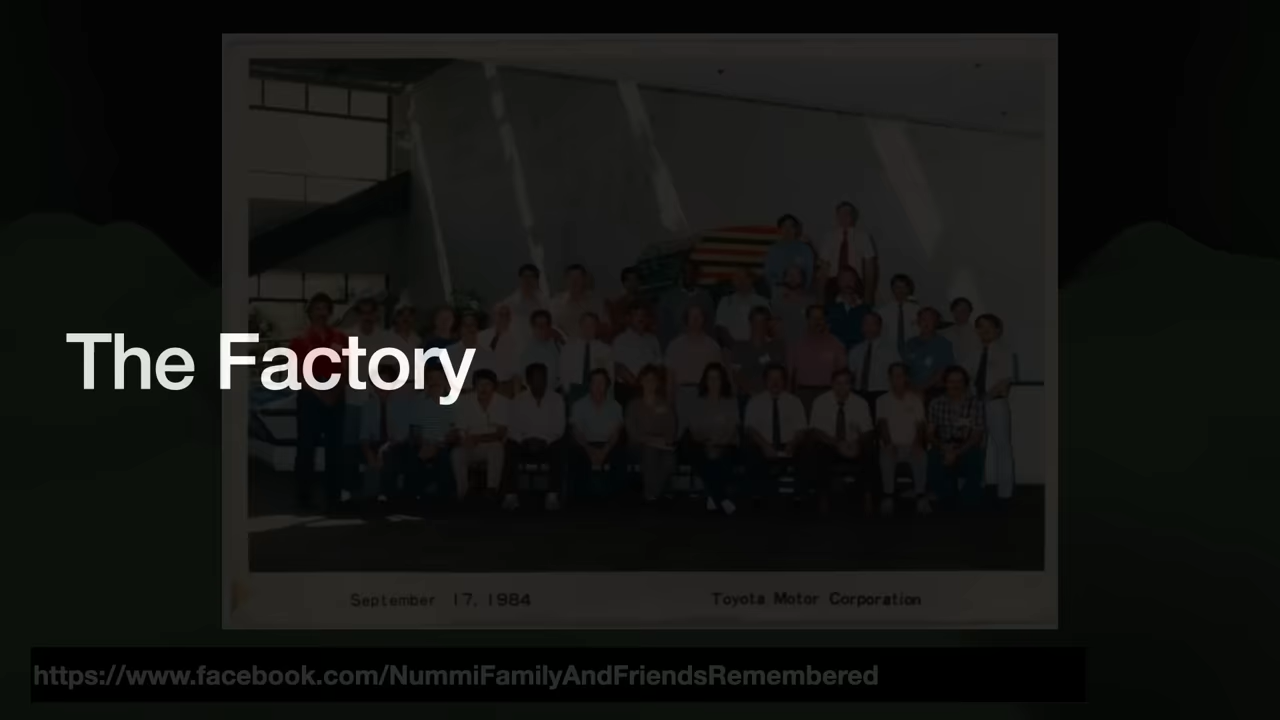 The Factory
September 17, 1984
Toyota Motor Corporation
https://www.facebook.com/NummiFamilyAndFriendsRemembered